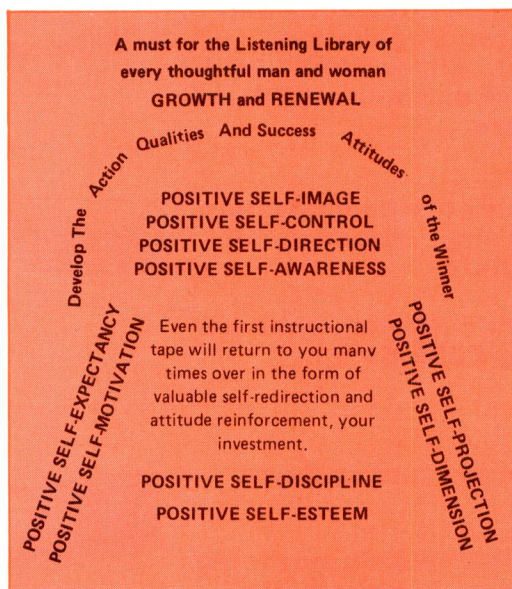 A must for the Listening Library of
every thoughtful man and woman
GROWTH and RENEWAL
Develop The Action Qualities And Success Attitudes of the Winner
POSITIVE SELF-IMAGE
POSITIVE SELF-CONTROL
POSITIVE SELF-DIRECTION
POSITIVE SELF-AWARENESS
POSITIVE SELF-EXPECTANCY
POSITIVE SELF-MOTIVATION
Even the first instructional
tape will return to you many
times over in the form of
valuable self-redirection and
attitude reinforcement, your
investment.
POSITIVE SELF-PROJECTION
POSITIVE SELF-DIMENSION
POSITIVE SELF-DISCIPLINE
POSITIVE SELF-ESTEEM